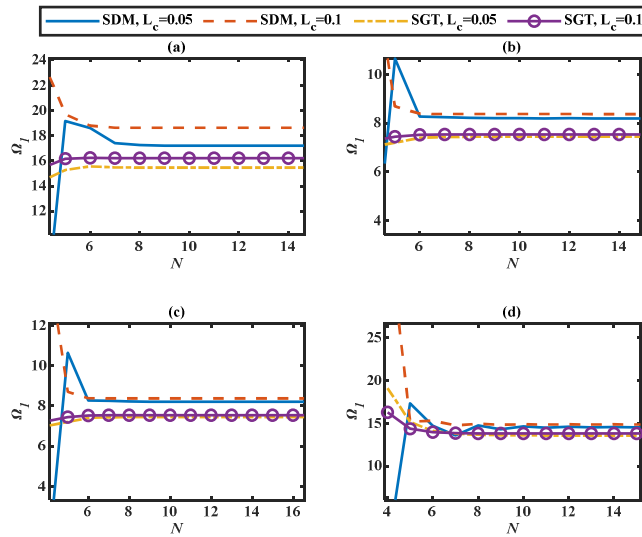 SDM, L_c=0.05 SDM, L_c=0.1 SGT, L_c=0.05 SGT, L_c=0.1
(a) (b)
24
22
20
18
16
14
12
Ω_1
6 8 10 12 14
N
10
8
6
4
Ω_1
6 8 10 12 14
N
(c) (d)
12
10
8
6
4
Ω_1
6 8 10 12 14 16
N
25
20
15
10
Ω_1
4 6 8 10 12 14
N